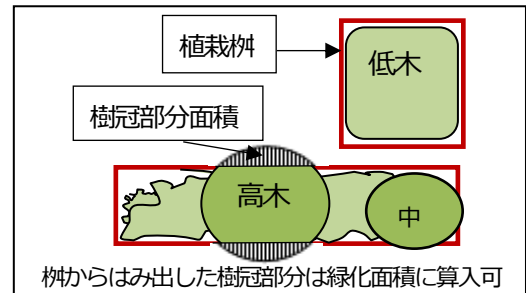 植栽桝
低木
樹冠部分面積
高木
中
桝からはみ出した樹冠部分は緑化面積に算入可